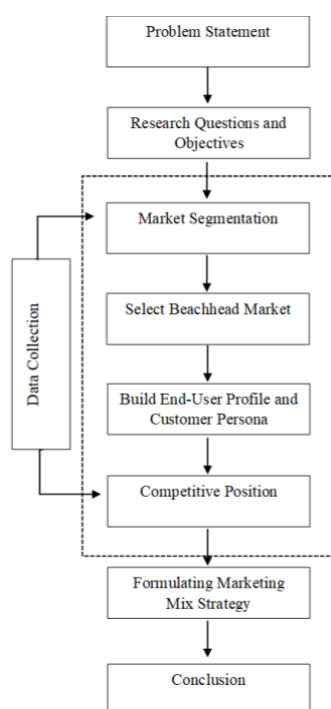 Problem Statement
Research Questions and
Objectives
Market Segmentation
Select Beachhead Market
Data Collection
Build End-User Profile and
Customer Persona
Competitive Position
Formulating Marketing
Mix Strategy
Conclusion